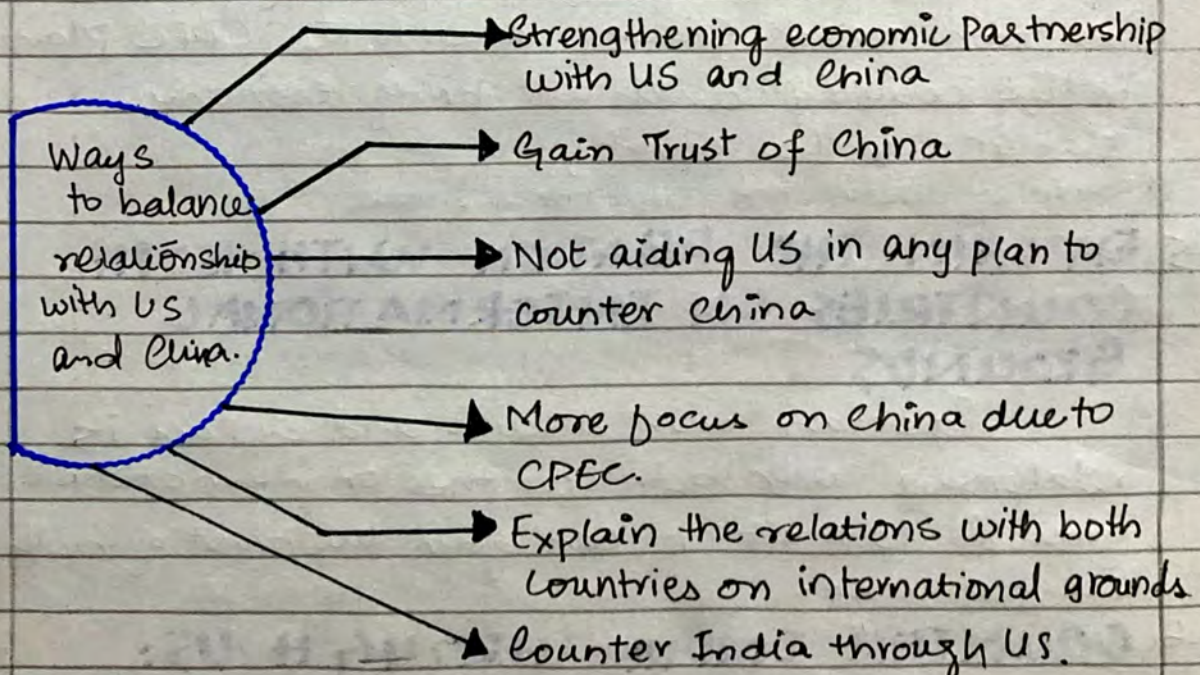 Ways
to balance
relationship
with US
and China.
Strengthening economic Partnership
with US and China
Gain Trust of China
Not aiding US in any plan to
counter China
More focus on China due to
CPEC.
Explain the relations with both
Countries on international grounds
Counter India through US.